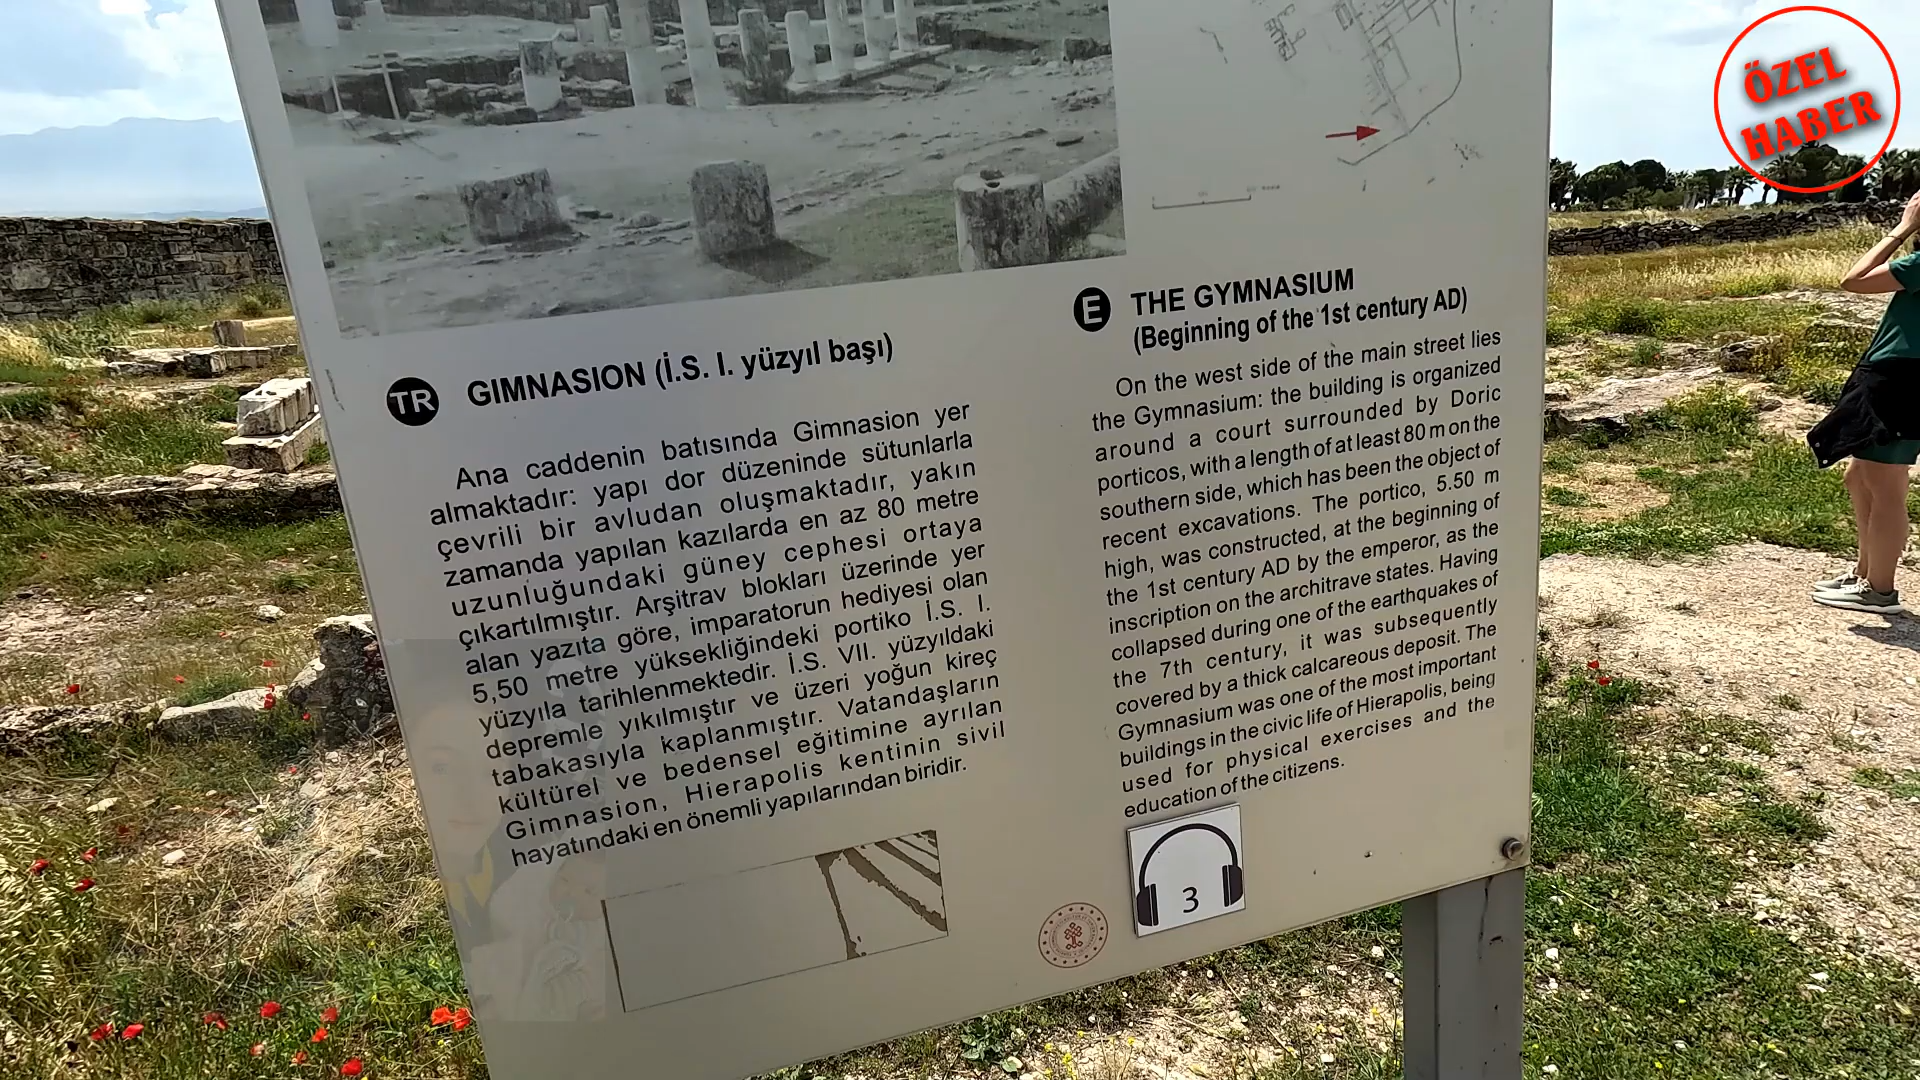 ÖZEL
HABER
TR GIMNASION (İ.S. I. yüzyıl başı)
Ana caddenin batısında Gimnasion yer
almaktadır: yapı dor düzeninde sütunlarla
çevrili bir avludan oluşmaktadır, yakın
zamanda yapılan kazılarda en az 80 metre
uzunluğundaki güney cephesi ortaya
çıkartılmıştır. Arşitrav blokları üzerinde yer
alan yazıta göre, imparatorun hediyesi olan
5,50 metre yüksekliğindeki portiko İ.S. I.
yüzyıla tarihlenmektedir. İ.S. VII. yüzyıldaki
depremle yıkılmıştır ve üzeri yoğun kireç
tabakasıyla kaplanmıştır. Vatandaşların
kültürel ve bedensel eğitimine ayrılan
Gimnasion, Hierapolis kentinin sivil
hayatındaki en önemli yapılarından biridir.
E THE GYMNASIUM
(Beginning of the 1st century AD)
On the west side of the main street lies
the Gymnasium: the building is organized
around a court surrounded by Doric
porticos, with a length of at least 80 m on the
southern side, which has been the object of
recent excavations. The portico, 5.50 m
high, was constructed, at the beginning of
the 1st century AD by the emperor, as the
inscription on the architrave states. Having
collapsed during one of the earthquakes of
the 7th century, it was subsequently
covered by a thick calcareous deposit. The
Gymnasium was one of the most important
buildings in the civic life of Hierapolis, being
used for physical exercises and the
education of the citizens.
3